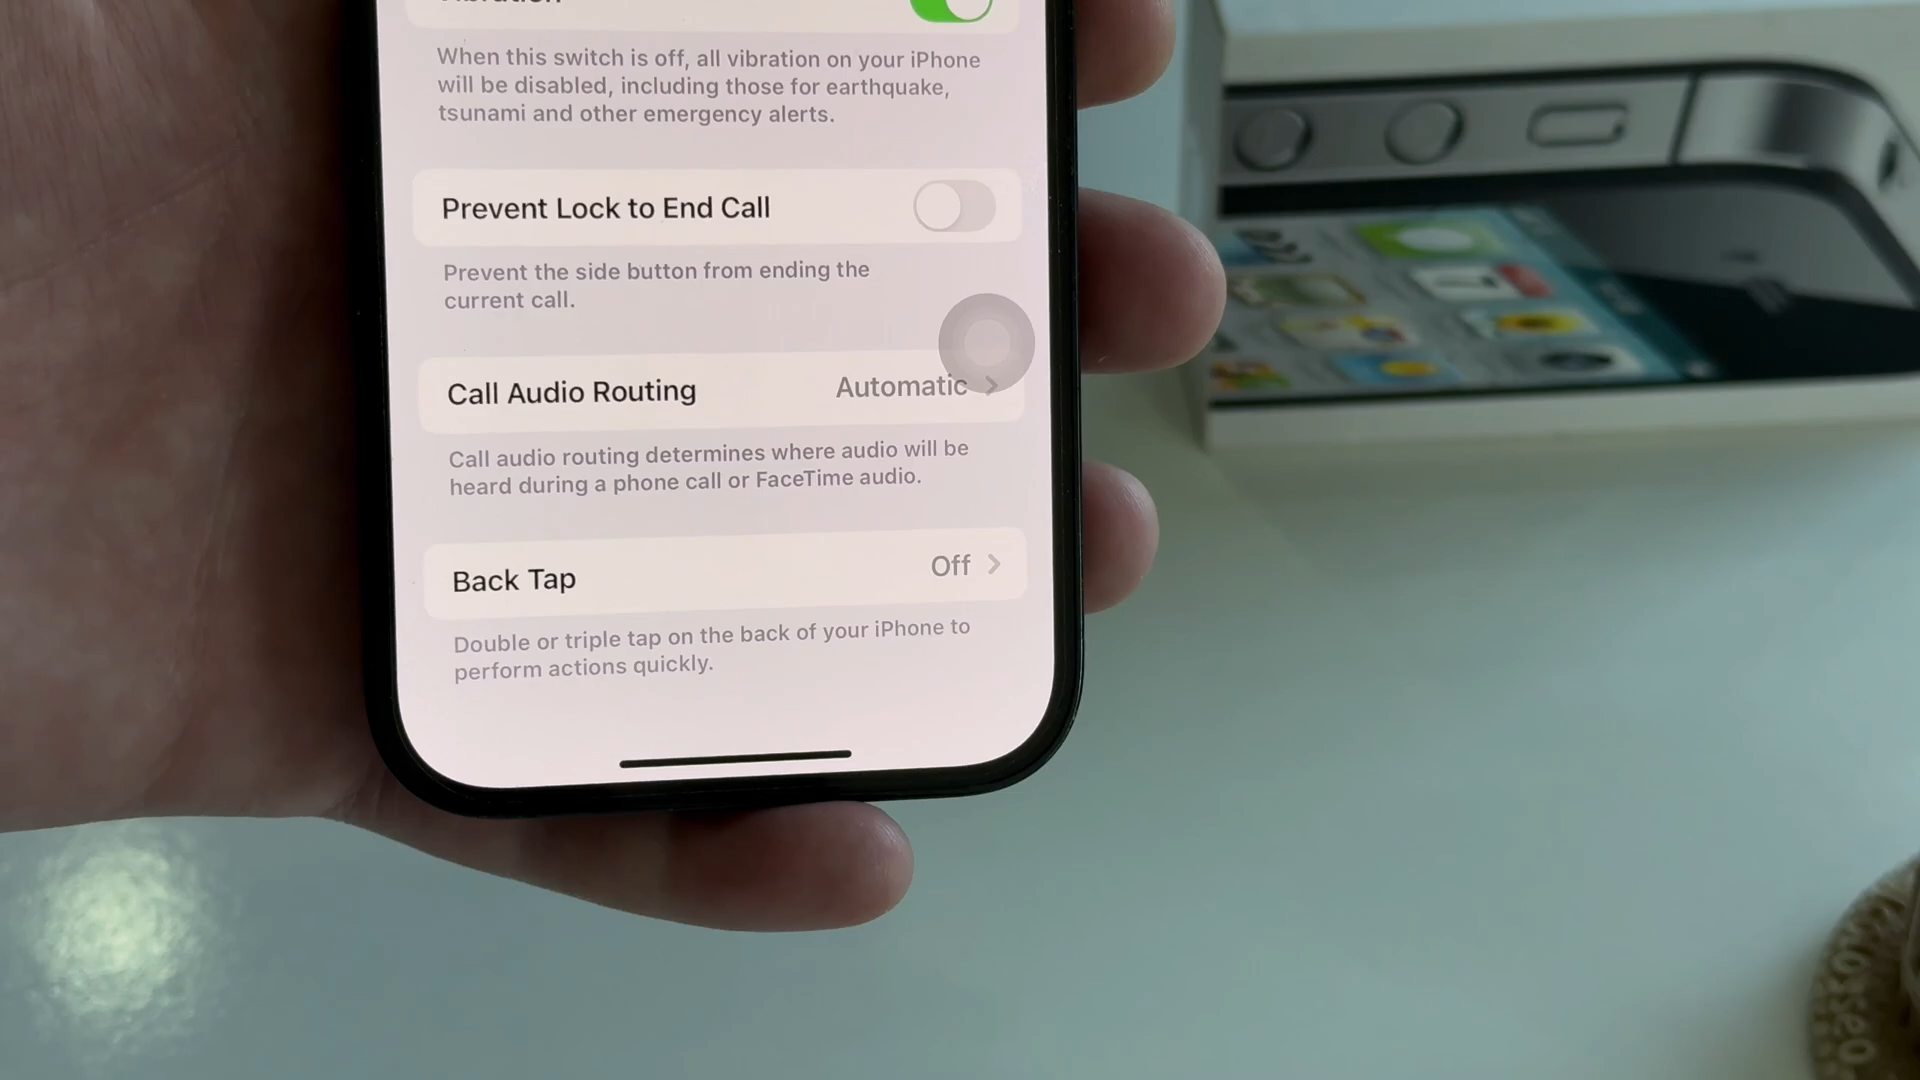 Vibration
When this switch is off, all vibration on your iPhone
will be disabled, including those for earthquake,
tsunami and other emergency alerts.
Prevent Lock to End Call
Prevent the side button from ending the
current call.
Call Audio Routing Automatic
Call audio routing determines where audio will be
heard during a phone call or FaceTime audio.
Back Tap Off
Double or triple tap on the back of your iPhone to
perform actions quickly.
17